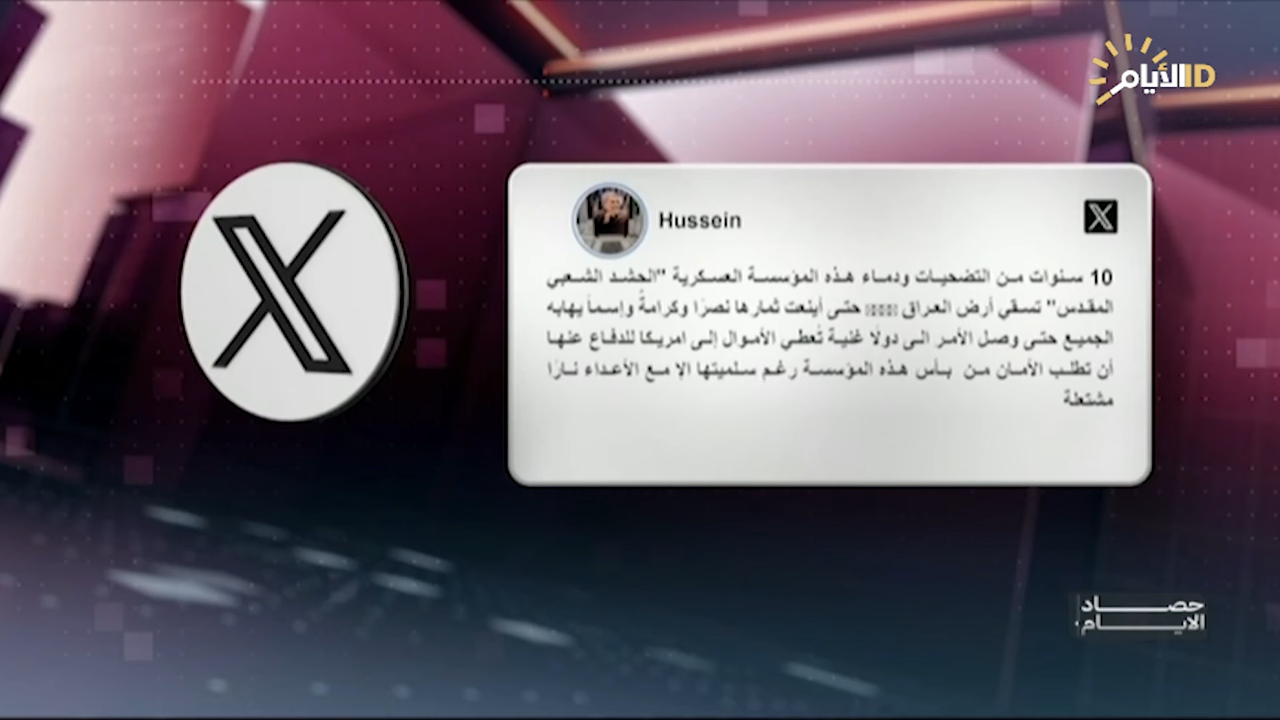 الأيام ID
Hussein
10 سنوات من التضحيات ودماء هذه المؤسسة العسكرية "الحشد الشعبي
المقدس" تسقي أرض العراق حتى أينعت ثمارها نصرًا وكرامةً وإسماً يهابه
الجميع حتى وصل الأمر الى دولًا غنية تُعطي الأموال إلى امريكا للدفاع عنها
أن تطلب الأمان من بأس هذه المؤسسة رغم سلميتها الا مع الأعداء نارًا
مشتعلة
حصاد
الايام